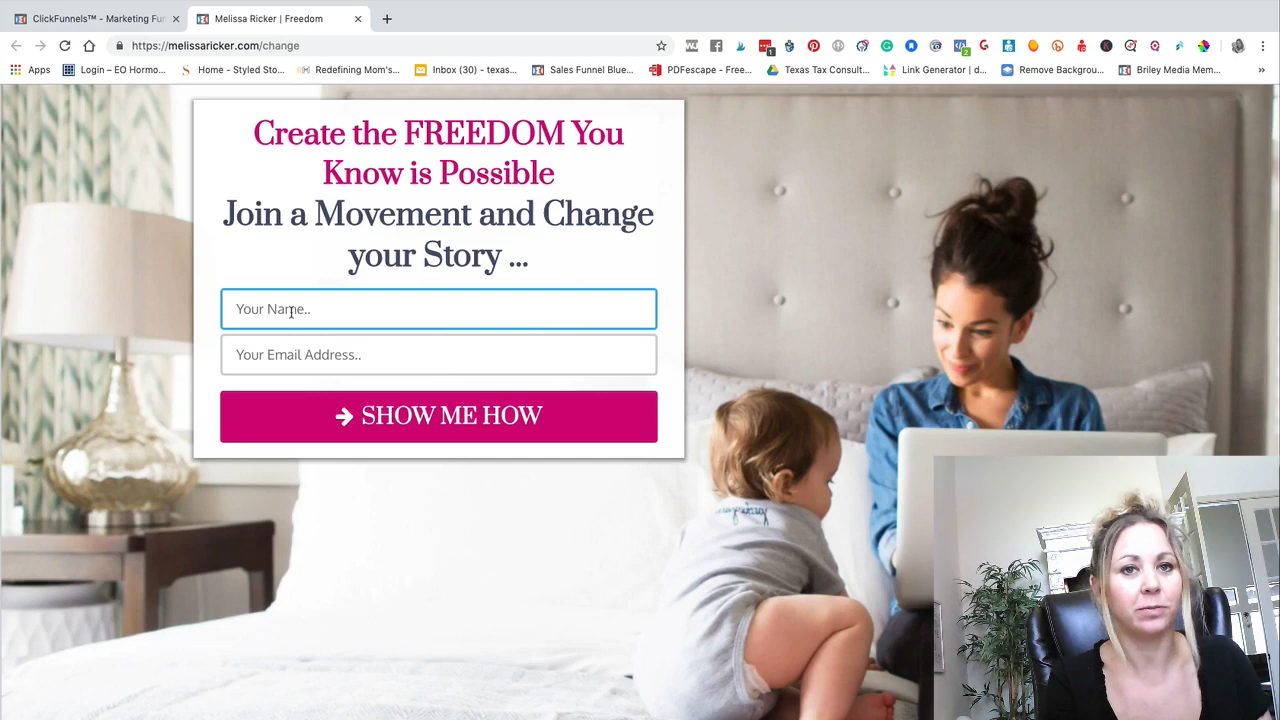 ClickFunnels™ - Marketing Fun
Melissa Ricker | Freedom
https://melissaricker.com/change
Apps
Login – EO Hormo...
Home - Styled Sto...
Redefining Mom's...
Inbox (30) - texas...
Sales Funnel Blue...
PDFescape - Free...
Texas Tax Consult...
Link Generator | d...
Remove Backgrou...
Briley Media Mem...
Create the FREEDOM You
Know is Possible
Join a Movement and Change
your Story ...
Your Name..
Your Email Address..
SHOW ME HOW